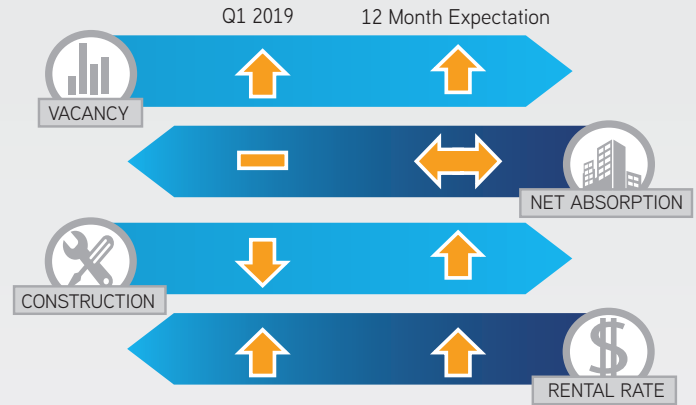 Q1 2019 12 Month Expectation
VACANCY
NET ABSORPTION
CONSTRUCTION
$
RENTAL RATE